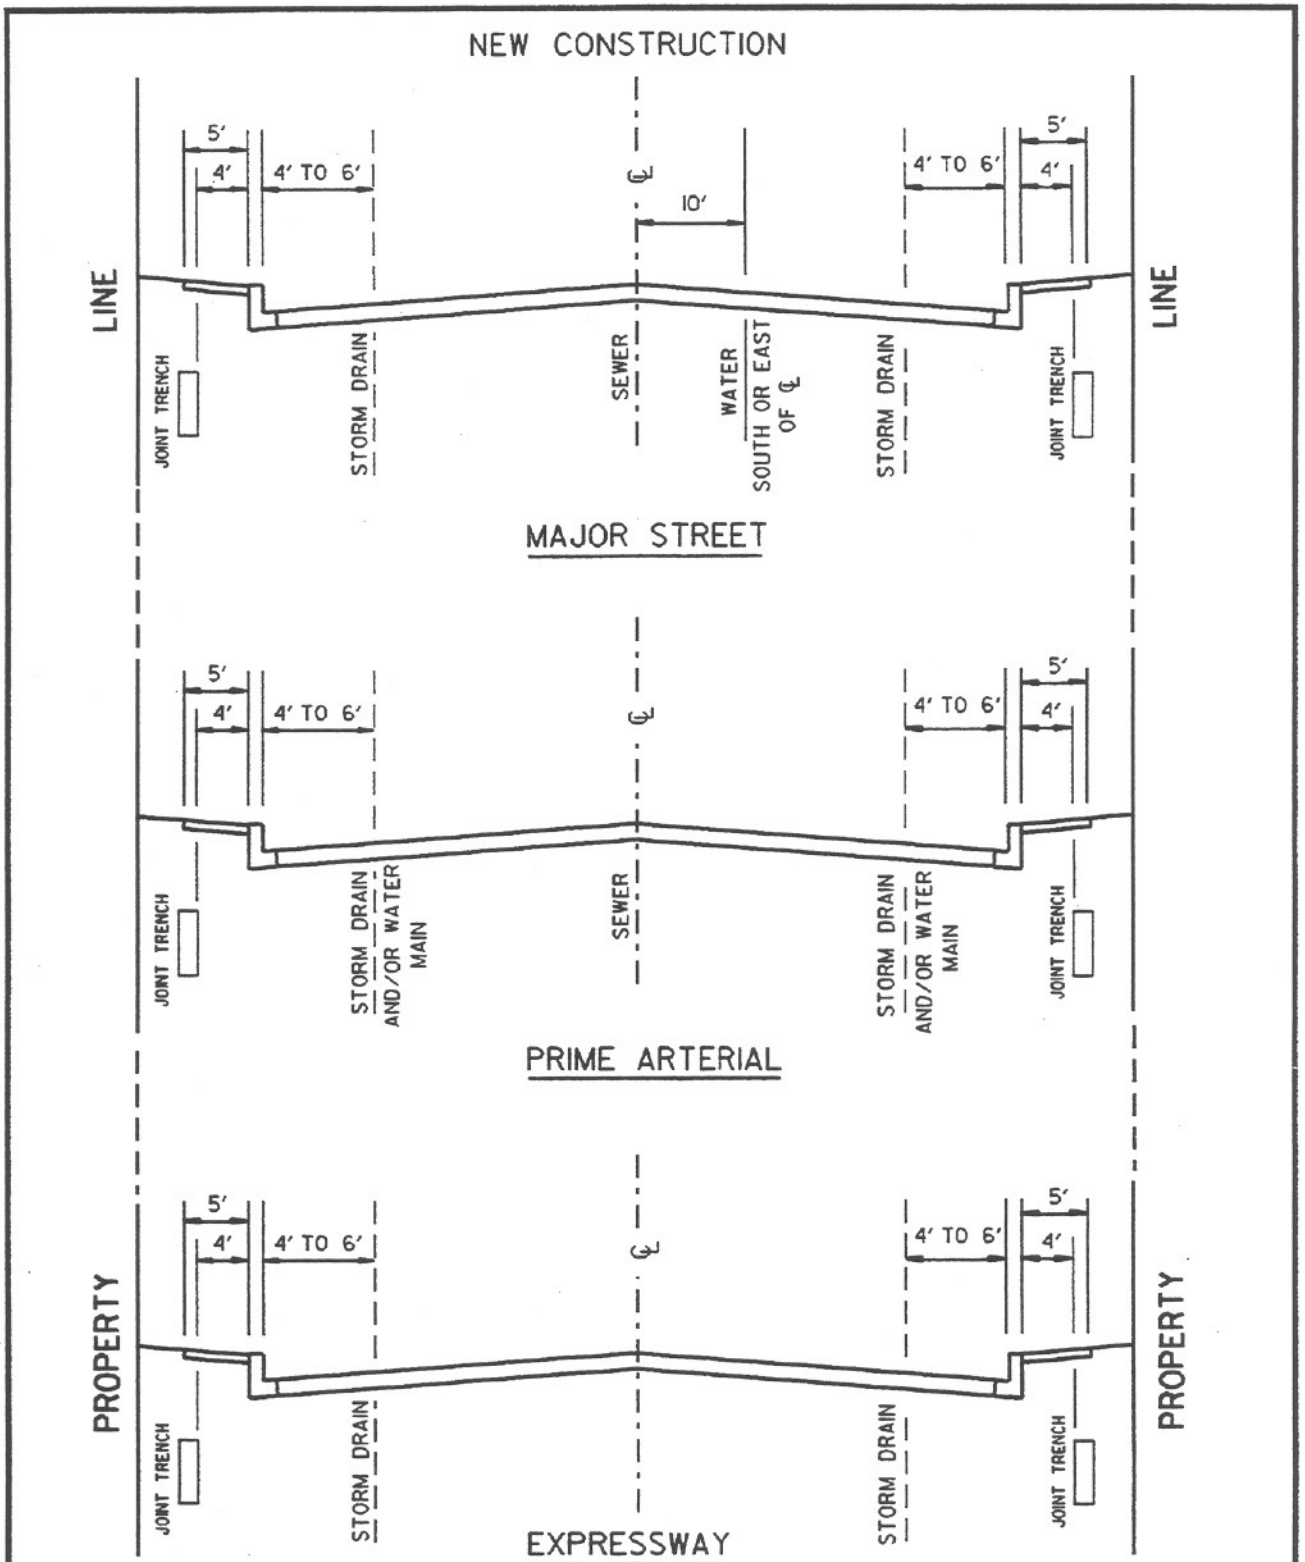 NEW CONSTRUCTION
5'
4'
4' TO 6'
℄
10'
4' TO 6'
5'
4'
LINE
LINE
JOINT TRENCH
STORM DRAIN
SEWER
WATER
SOUTH OR EAST
OF ℄
STORM DRAIN
JOINT TRENCH
MAJOR STREET
5'
4'
4' TO 6'
℄
4' TO 6'
5'
4'
JOINT TRENCH
STORM DRAIN
AND/OR WATER
MAIN
SEWER
STORM DRAIN
AND/OR WATER
MAIN
JOINT TRENCH
PRIME ARTERIAL
5'
4'
4' TO 6'
℄
4' TO 6'
5'
4'
PROPERTY
PROPERTY
JOINT TRENCH
STORM DRAIN
STORM DRAIN
JOINT TRENCH
EXPRESSWAY